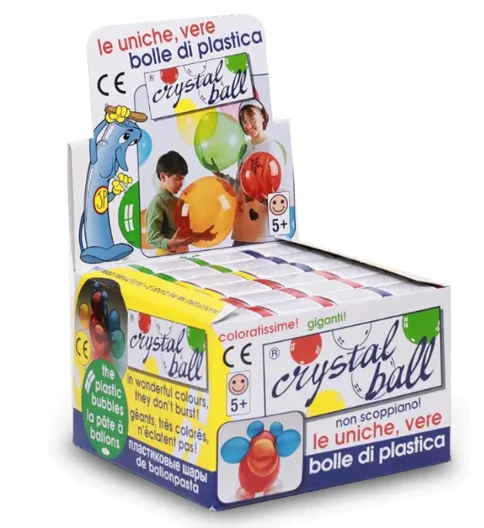 le uniche, vere
bolle di plastica
CE
®
crystal
ball
5+
CE
the
plastic
bubbles
la pâte à
ballons
in wonderful colours,
they don't burst!
géants, très colorés,
n'éclatent pas!
пластиковые шары
de ballonpasta
coloratissime! giganti!
CE
®
crystal
ball
5+
non scoppiano!
le uniche, vere
bolle di plastica